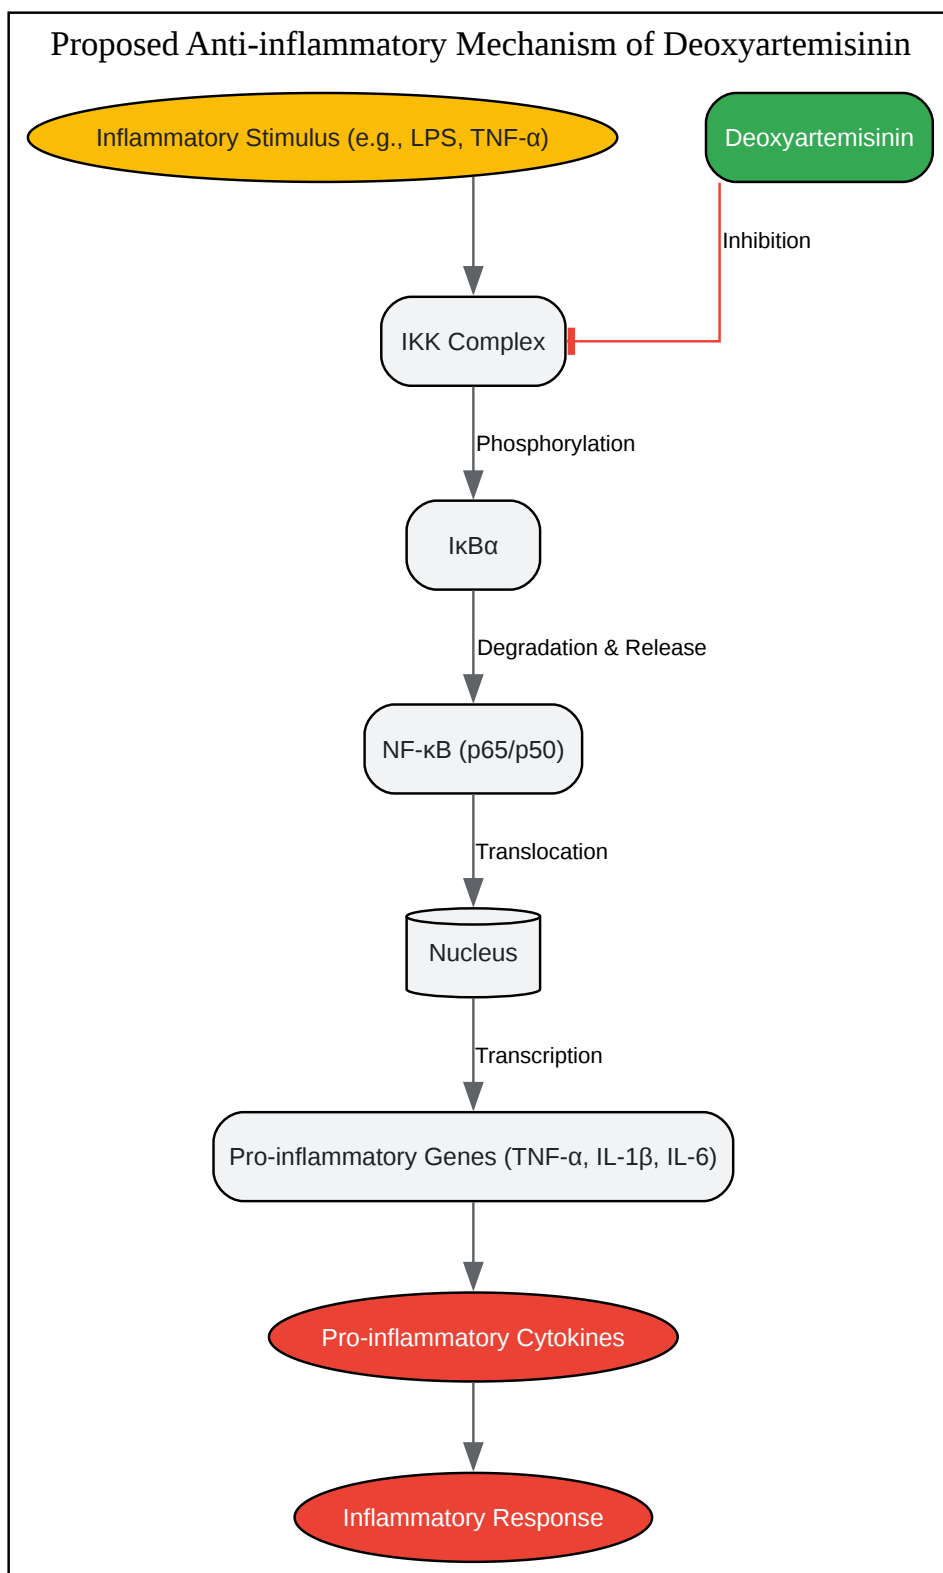 Proposed Anti-inflammatory Mechanism of Deoxyartemisinin
Inflammatory Stimulus (e.g., LPS, TNF-α)
Deoxyartemisinin
Inhibition
IKK Complex
Phosphorylation
IκBα
Degradation & Release
NF-κB (p65/p50)
Translocation
Nucleus
Transcription
Pro-inflammatory Genes (TNF-α, IL-1β, IL-6)
Pro-inflammatory Cytokines
Inflammatory Response